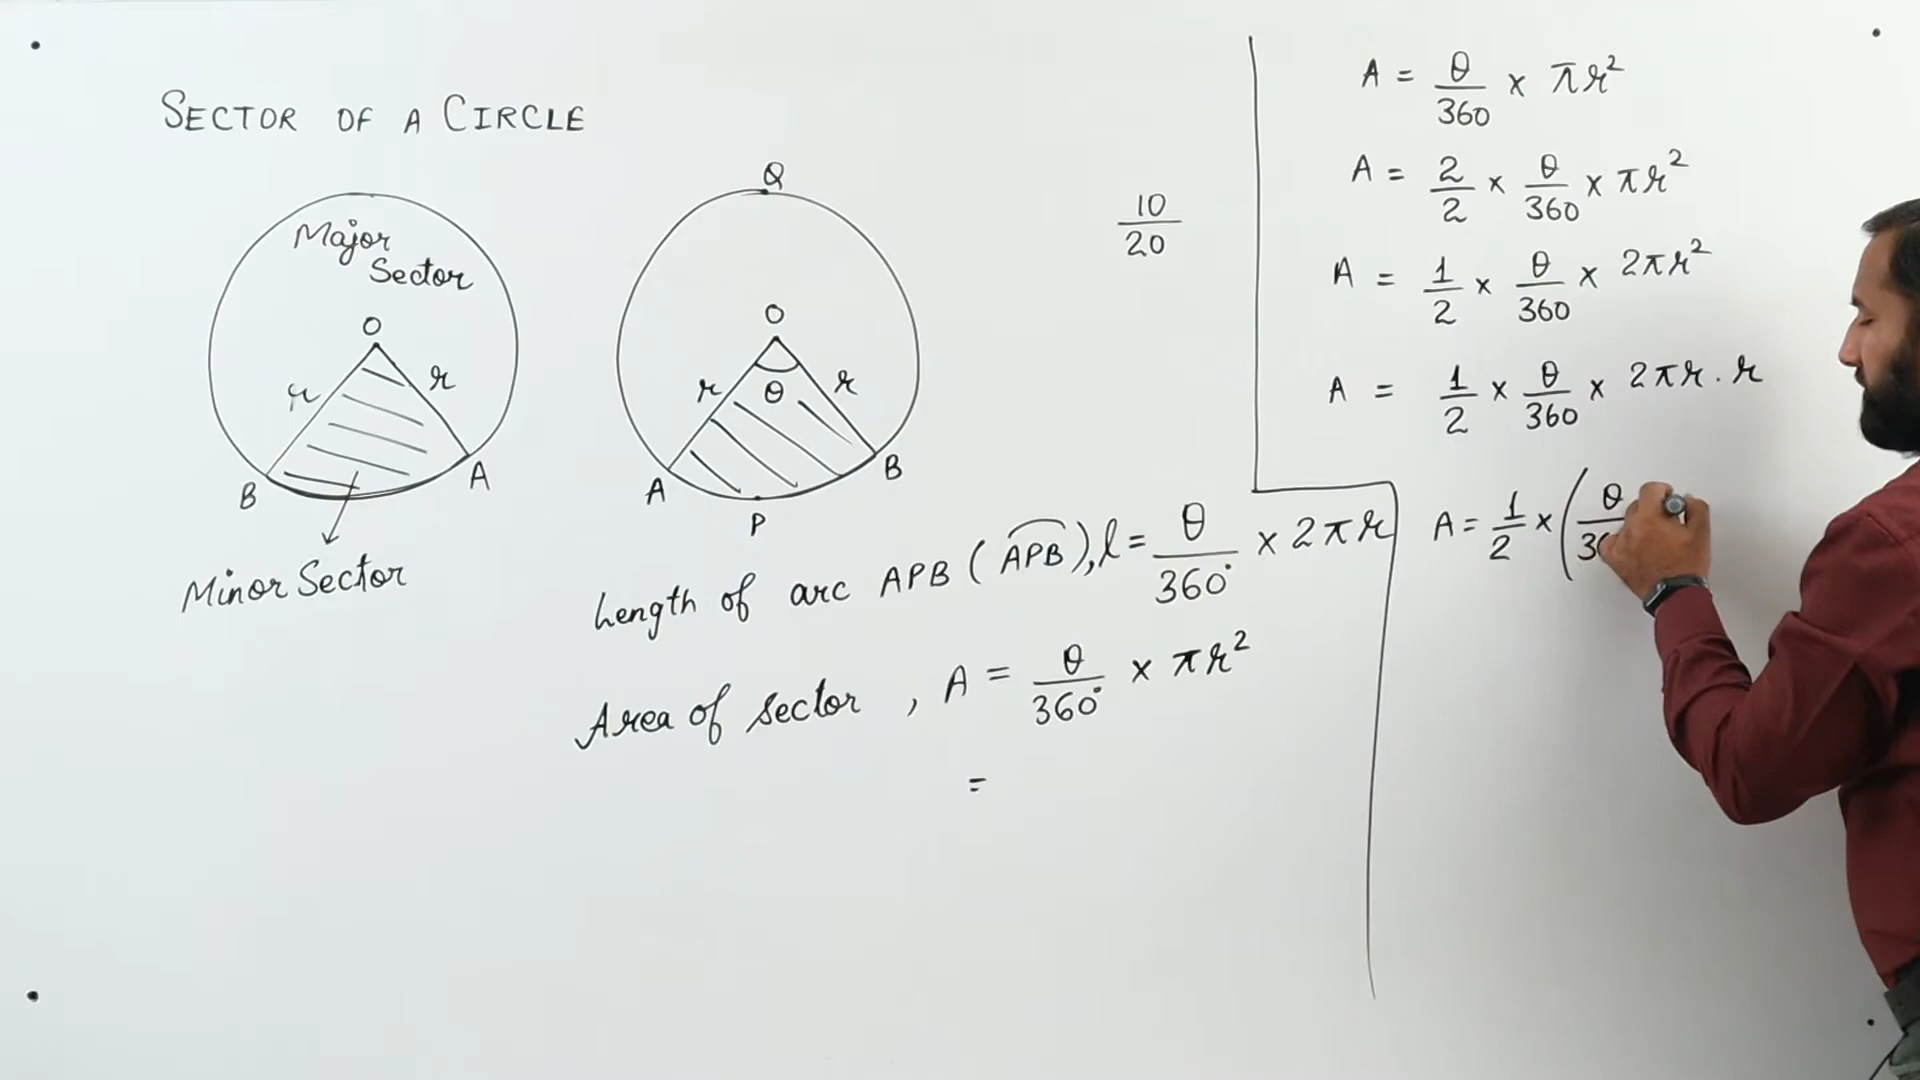 SECTOR OF A CIRCLE
Major
Sector
O
r
r
B
A
Minor Sector
Q
O
r
θ
r
A
B
P
10/20
Length of arc APB (A͡PB), l = θ/360° × 2πr
Area of sector , A = θ/360° × πr²
=
A = θ/360 × πr²
A = 2/2 × θ/360 × πr²
A = 1/2 × θ/360 × 2πr²
A = 1/2 × θ/360 × 2πr . r
A = 1/2 × ( θ/